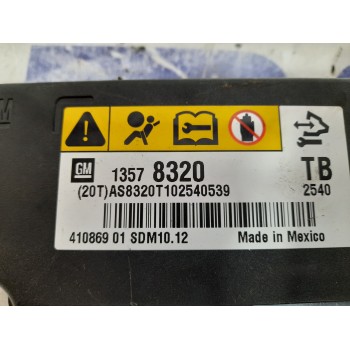 GM 1357 8320 TB
(20T)AS8320T102540539 2540
410869 01 SDM10.12 Made in Mexico